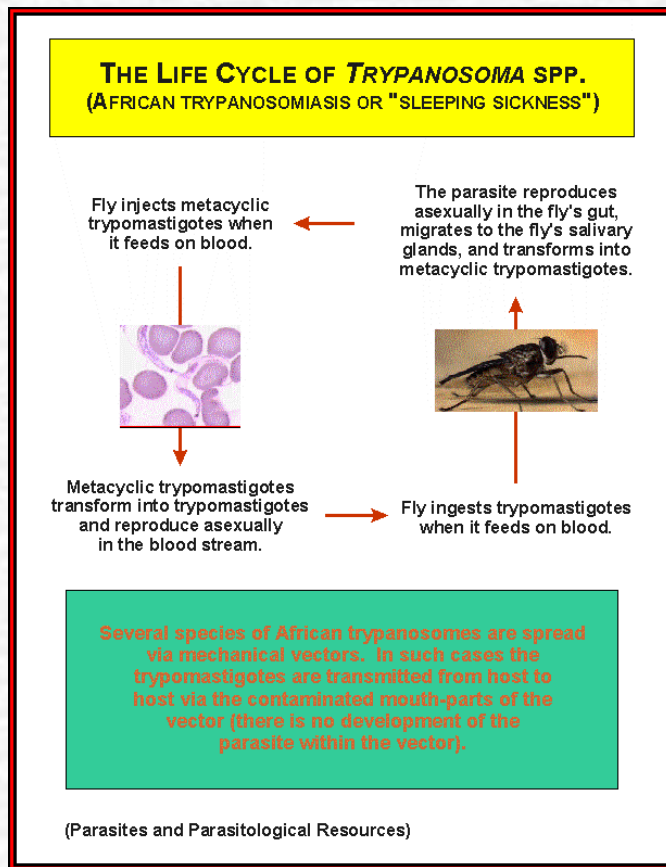 THE LIFE CYCLE OF TRYPANOSOMA SPP.
(AFRICAN TRYPANOSOMIASIS OR "SLEEPING SICKNESS")
Fly injects metacyclic
trypomastigotes when
it feeds on blood.
The parasite reproduces
asexually in the fly's gut,
migrates to the fly's salivary
glands, and transforms into
metacyclic trypomastigotes.
Metacyclic trypomastigotes
transform into trypomastigotes
and reproduce asexually
in the blood stream.
Fly ingests trypomastigotes
when it feeds on blood.
Several species of African trypanosomes are spread
via mechanical vectors. In such cases the
trypomastigotes are transmitted from host to
host via the contaminated mouth-parts of the
vector (there is no development of the
parasite within the vector).
(Parasites and Parasitological Resources)